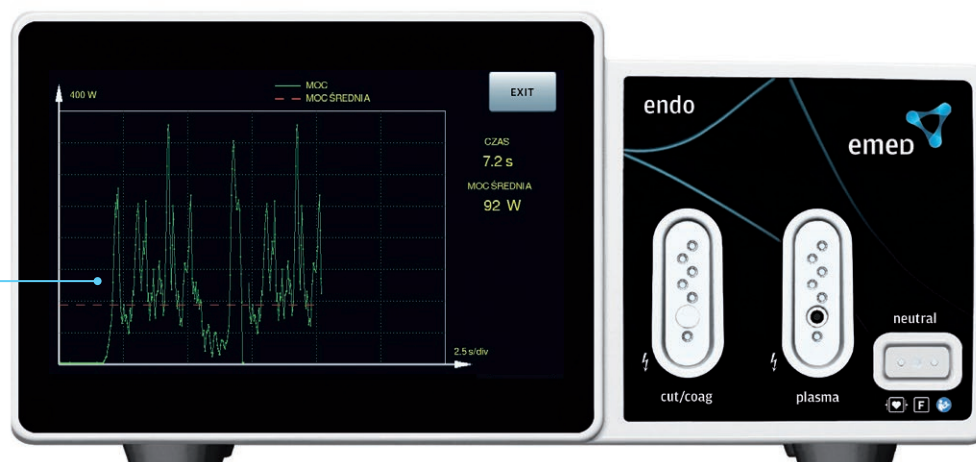 400 W
MOC
MOC ŚREDNIA
EXIT
CZAS
7.2 s
MOC ŚREDNIA
92 W
2.5 s/div
endo
emed
cut/coag
plasma
neutral
F